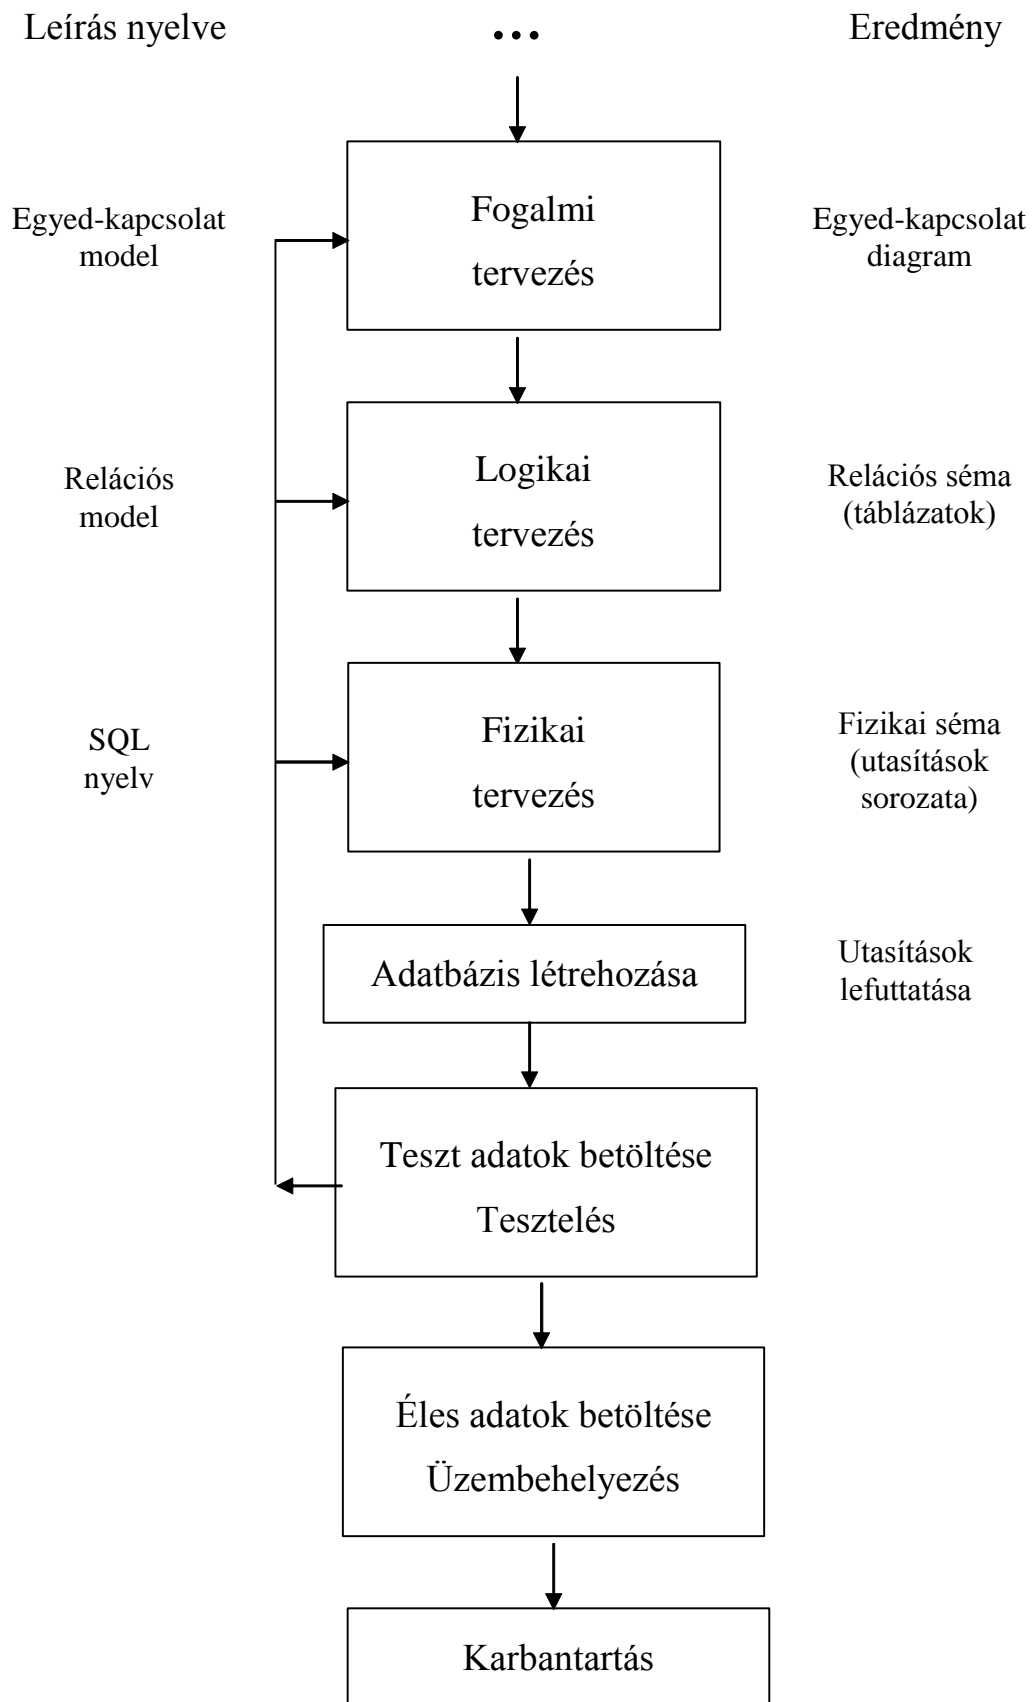 Leírás nyelve
...
Eredmény
Egyed-kapcsolat
model
Fogalmi
tervezés
Egyed-kapcsolat
diagram
Relációs
model
Logikai
tervezés
Relációs séma
(táblázatok)
SQL
nyelv
Fizikai
tervezés
Fizikai séma
(utasítások
sorozata)
Adatbázis létrehozása
Utasítások
lefuttatása
Teszt adatok betöltése
Tesztelés
Éles adatok betöltése
Üzembehelyezés
Karbantartás